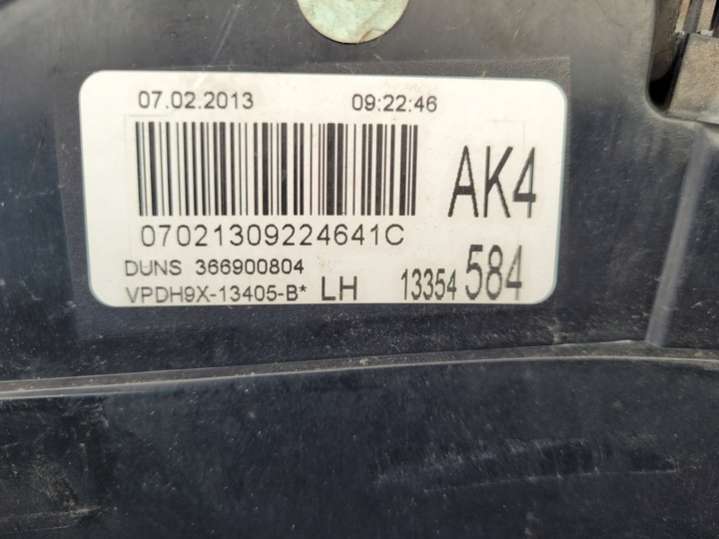 07.02.2013 09:22:46
AK4
07021309224641C
DUNS 366900804
VPDH9X-13405-B* LH 13354 584